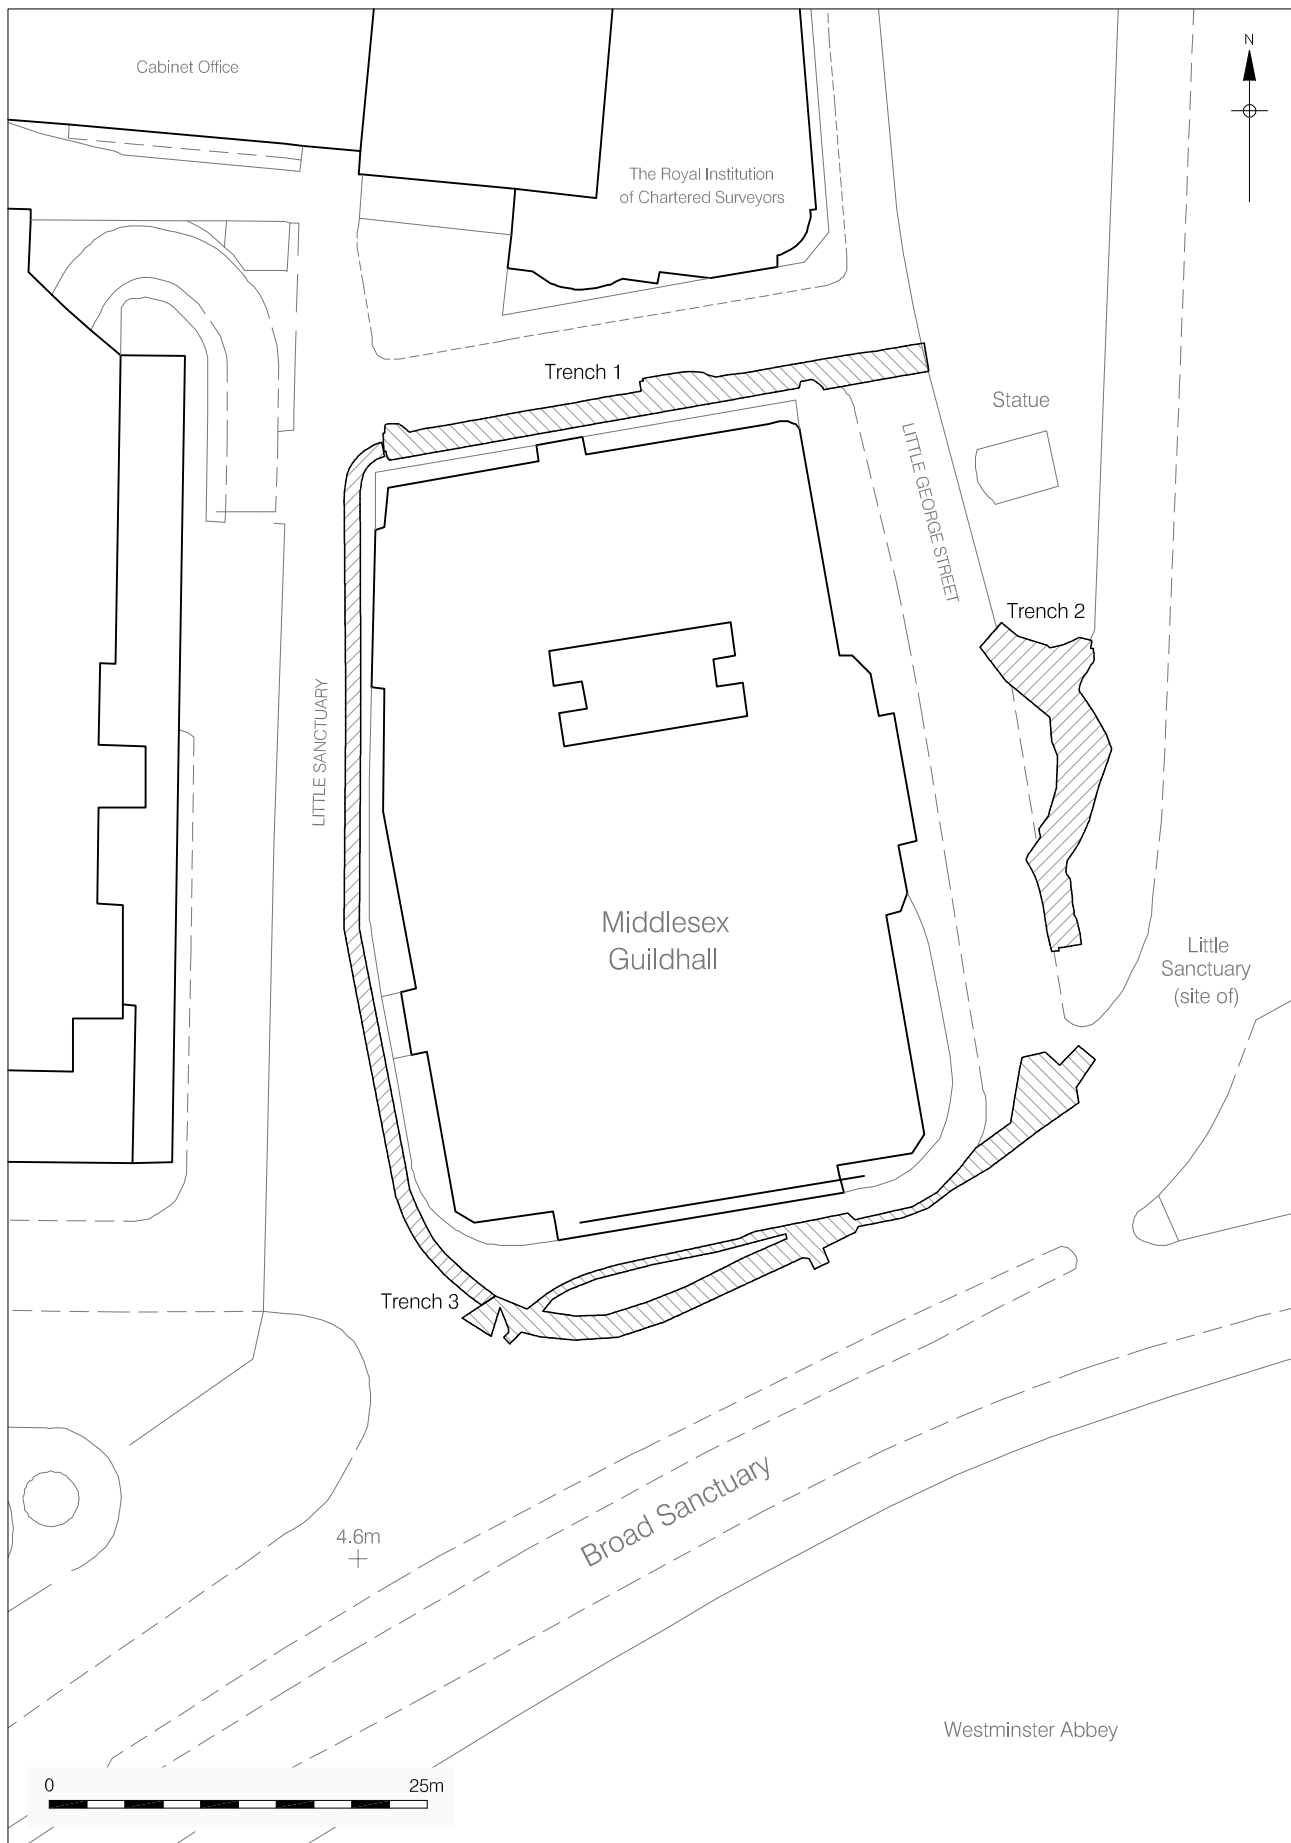 Cabinet Office
N
The Royal Institution
of Chartered Surveyors
Trench 1
Statue
LITTLE GEORGE STREET
Trench 2
LITTLE SANCTUARY
Middlesex
Guildhall
Little
Sanctuary
(site of)
Trench 3
Broad Sanctuary
4.6m
Westminster Abbey
0 25m